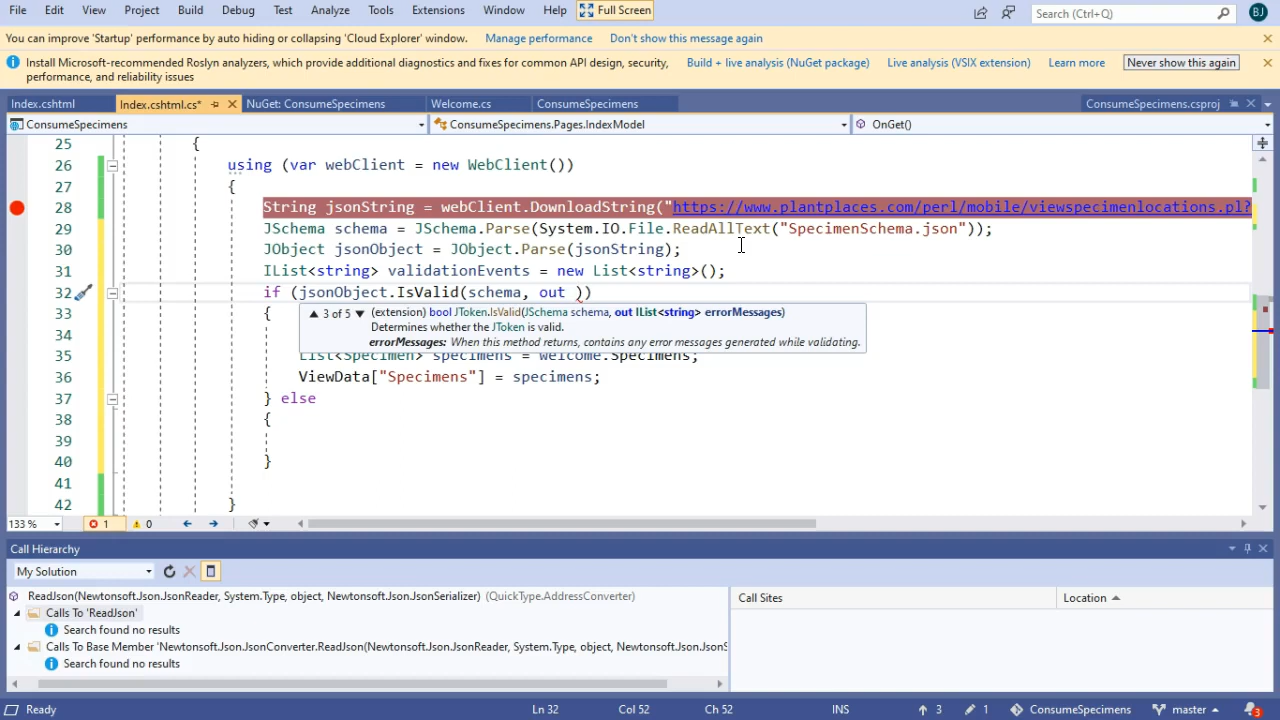 File Edit View Project Build Debug Test Analyze Tools Extensions Window Help Full Screen Search (Ctrl+Q) BJ
You can improve 'Startup' performance by auto hiding or collapsing 'Cloud Explorer' window. Manage performance Don't show this message again
Install Microsoft-recommended Roslyn analyzers, which provide additional diagnostics and fixes for common API design, security, Build + live analysis (NuGet package) Live analysis (VSIX extension) Learn more Never show this again
performance, and reliability issues
Index.cshtml Index.cshtml.cs* NuGet: ConsumeSpecimens Welcome.cs ConsumeSpecimens ConsumeSpecimens.csproj
ConsumeSpecimens ConsumeSpecimens.Pages.IndexModel OnGet()
25 {
26 using (var webClient = new WebClient())
27 {
28 String jsonString = webClient.DownloadString("https://www.plantplaces.com/perl/mobile/viewspecimenlocations.pl?
29 JSchema schema = JSchema.Parse(System.IO.File.ReadAllText("SpecimenSchema.json"));
30 JObject jsonObject = JObject.Parse(jsonString);
31 IList<string> validationEvents = new List<string>();
32 if (jsonObject.IsValid(schema, out ))
33 { 3 of 5 (extension) bool JToken.IsValid(JSchema schema, out IList<string> errorMessages)
34 Determines whether the JToken is valid.
errorMessages: When this method returns, contains any error messages generated while validating.
35 List<Specimen> specimens = welcome.Specimens;
36 ViewData["Specimens"] = specimens;
37 } else
38 {
39
40 }
41
42 }
133 % 1 0
Call Hierarchy
My Solution
ReadJson(Newtonsoft.Json.JsonReader, System.Type, object, Newtonsoft.Json.JsonSerializer) (QuickType.AddressConverter) Call Sites Location
Calls To 'ReadJson'
Search found no results
Calls To Base Member 'Newtonsoft.Json.JsonConverter.ReadJson(Newtonsoft.Json.JsonReader, System.Type, object, Newtonsoft.Json.JsonS
Search found no results
Ready Ln 32 Col 52 Ch 52 INS 3 1 ConsumeSpecimens master 3